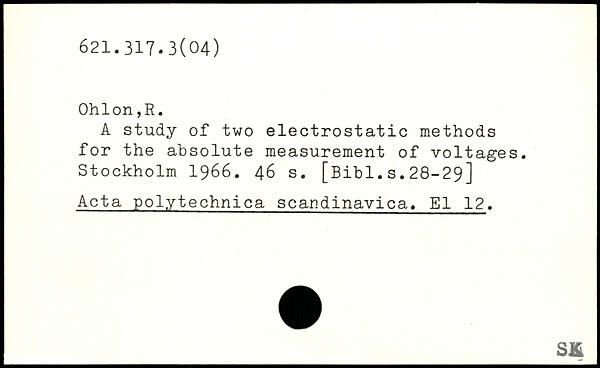 621.317.3(04)
Ohlon,R.
A study of two electrostatic methods
for the absolute measurement of voltages.
Stockholm 1966. 46 s. [Bibl.s.28-29]
Acta polytechnica scandinavica. El 12.
SK